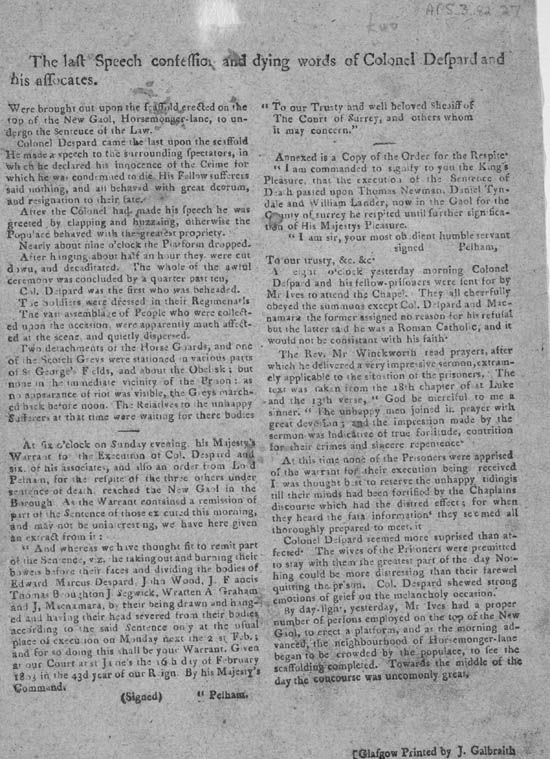 APS.3.82.27
The last Speech confession and dying words of Colonel Despard and
his assocates.
Were brought out upon the scaffold erected on the
top of the New Gaol, Horsemonger-lane, to un-
dergo the Sentence of the Law.
Colonel Despard came the last upon the scaffold
He made a speech to the surrounding spectators, in
which he declared his innocence of the Crime for
which he was condemned to die. His Fellow sufferers
said nothing, and all behaved with great decrum,
and resignation to their late.
After the Colonel had made his speech he was
greeted by clapping and huzzaing, otherwise the
Populace behaved with the greatest propriety.
Nearly about nine o'clock the Platform dropped.
After hanging about half an hour they were cut
down, and decaditated. The whole of the awful
ceremony was concluded by a quarter past ten,
Col. Despard was the first who was beheaded.
The Soldiers were dressed in their Regimentals
The vast assemblage of People who were collect-
ed upon the occasion, were apparently much affect-
ed at the scene, and quietly dispersed.
Two detachments of the Horse Guards, and one
of the Scotch Greys were stationed in various parts
of St George's Fields, and about the Obelisk; but
none in the immediate vicinity of the Prison: as
no appearance of riot was visible, the Greys march-
ed back before noon. The Relatives to the unhappy
Sufferers at that time were waiting for there bodies
At six o'clock on Sunday evening, his Majesty's
Warrant to the Execution of Col. Despard and
six, of his associates, and also an order from Lord
Pelham, for the respite of the three others under
sentence of death, reached the New Gaol in the
Borough. As the Warrant contained a remission of
part of the Sentence of those executed this morning,
and may not be uninteresting, we have here given
an extract from it:
"And whereas we have thought fit to remit part
of the Sentence, viz. the taking out and burning their
bowels before their faces and dividing the bodies of
Edward Marcus Despard, John Wood, J. Francis
Thomas Broughton J. Segwick, Wratten A. Graham
and J, Macnamara, by their being drawn and hang-
ed and having their head severed from their bodies
according to the said Sentence only at the usual
place of execution on Monday next the 21st Feb.;
and for so doing this shall be your Warrant. Given
at our Court at st Jane's the 16th day of February
1803 in the 43d year of our Reign. By his Majesty's
Command.
(Signed) "Pelham.
"To our Trusty and well beloved Sheriff of
The Court of Surrey, and others whom
it may concern."
Annexed is a Copy of the Order for the Respite.
"I am commanded to signify to you the King's
Pleasure, that the execution of the Sentence of
Death passed upon Thomas Newman, Daniel Tyn-
dale and William Lander, now in the Gaol for the
County of surrey he respited until further significa-
tion of His Majestys Pleasure.
"I am sir, your most obedient humble servant
signed Pelham,
To our trusty, &c. &c.
A eight o'clock yesterday morning Colonel
Despard and his fellow-prisoners were sent for by
Mr Ives to attend the Chapel. They all cheerfully
obeyed the summons except Col. Despard and Mac-
namara the former assigned no reason for his refusal
but the latter said he was a Roman Catholic, and it
would not be consistant with his faith.
The Rev. Mr Winckworth read prayers, after
which he delivered a very impressive sermon, extram-
ely applicable to the situation of the prisoners. The
text was taken from the 18th chapter of st Luke
and the 13th verse, "God be merciful to me a
sinner." The unhappy men joined in prayer with
great devotion; and the impression made by the
sermon was indicative of true fortitude, contrition
for their crimes and sincere repentence.
At this time none of the Prisoners were apprised
of the warrant for their execution being received
I was thought best to reserve the unhappy tidingis
till their minds had been fortified by the Chaplains
discourse which had the distred effect; for when
they heard the fatal information they seemed all
thoroughly prepared to meet it
Colonel Despard seemed more suprised than af-
fected. The wives of the Prisoners were premitted
to stay with them the greatest part of the day No-
thing could be more distressing than their farewel
quitting the prison. Col. Despard shewed strong
emotions of grief on the melancholy occasion.
By day-light, yesterday, Mr Ives had a proper
number of persons employed on the top of the New
Gaol, to erect a platform, and as the morning ad-
vanced, the neighbourhood of Horsemonger-lane
began to be crowded by the populace, to see the
scaffolding completed. Towards the middle of the
day the concourse was uncomonly great.
[Glasgow Printed by J. Galbraith